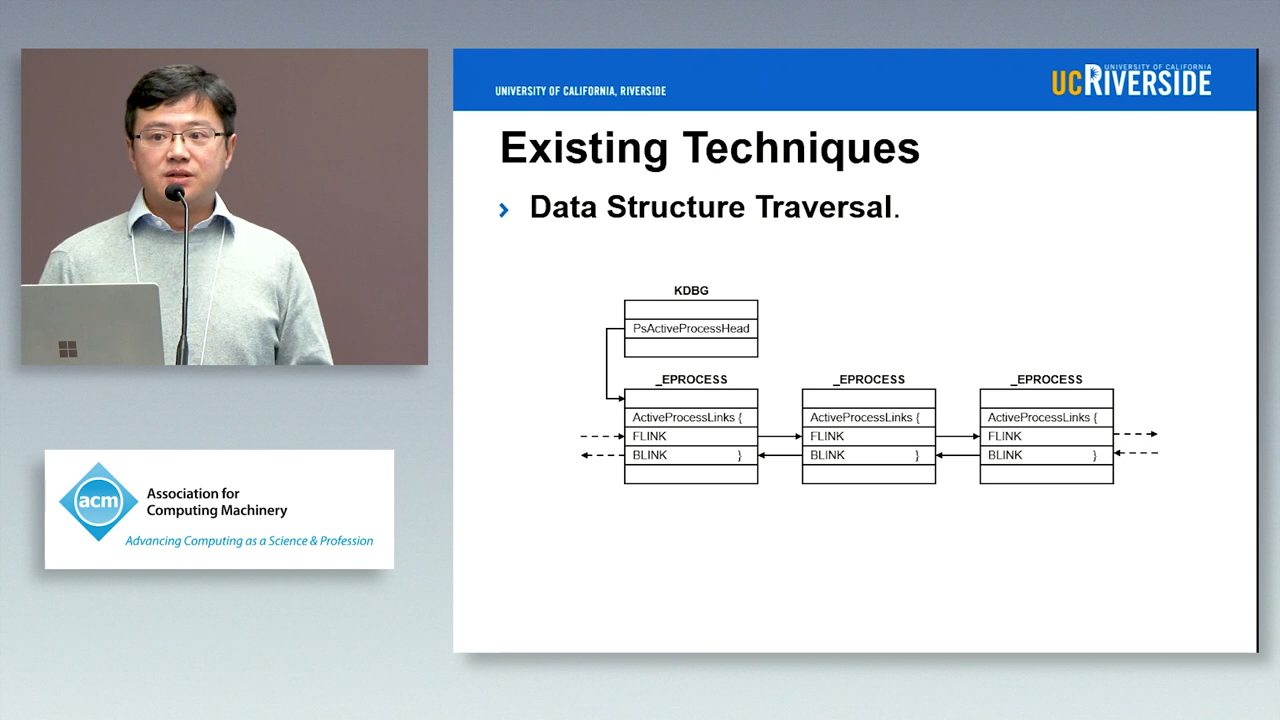 UNIVERSITY OF CALIFORNIA, RIVERSIDE
UNIVERSITY OF CALIFORNIA
UCRIVERSIDE
Existing Techniques
› Data Structure Traversal.
KDBG
PsActiveProcessHead
_EPROCESS
ActiveProcessLinks {
FLINK
BLINK }
_EPROCESS
ActiveProcessLinks {
FLINK
BLINK }
_EPROCESS
ActiveProcessLinks {
FLINK
BLINK }
acm
Association for
Computing Machinery
Advancing Computing as a Science & Profession